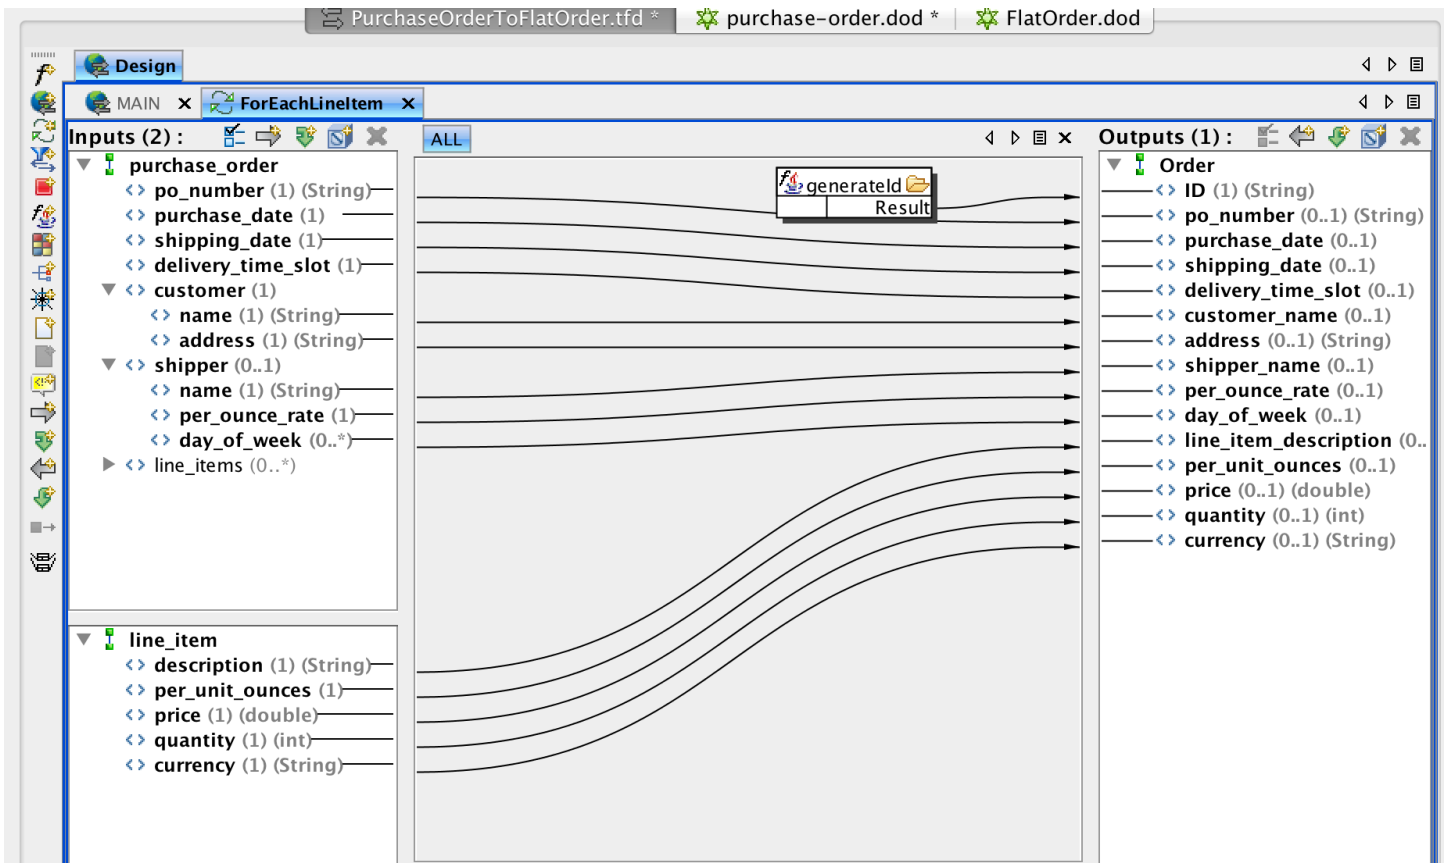 PurchaseOrderToFlatOrder.tfd * purchase-order.dod * FlatOrder.dod
Design
MAIN ForEachLineItem
Inputs (2) :
purchase_order
po_number (1) (String)
purchase_date (1)
shipping_date (1)
delivery_time_slot (1)
customer (1)
name (1) (String)
address (1) (String)
shipper (0..1)
name (1) (String)
per_ounce_rate (1)
day_of_week (0..*)
line_items (0..*)
line_item
description (1) (String)
per_unit_ounces (1)
price (1) (double)
quantity (1) (int)
currency (1) (String)
ALL
generateId
Result
Outputs (1) :
Order
ID (1) (String)
po_number (0..1) (String)
purchase_date (0..1)
shipping_date (0..1)
delivery_time_slot (0..1)
customer_name (0..1)
address (0..1) (String)
shipper_name (0..1)
per_ounce_rate (0..1)
day_of_week (0..1)
line_item_description (0..
per_unit_ounces (0..1)
price (0..1) (double)
quantity (0..1) (int)
currency (0..1) (String)